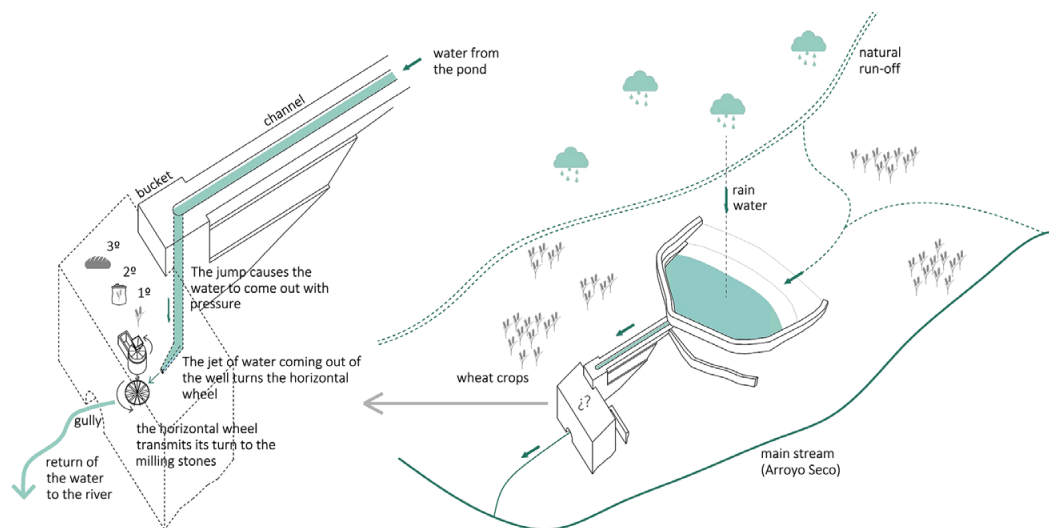 water from
the pond
channel
bucket
3º
2º
1º
The jump causes the
water to come out with
pressure
The jet of water coming out of
the well turns the horizontal
wheel
gully
the horizontal wheel
transmits its turn to the
milling stones
return of
the water
to the river
natural
run-off
rain
water
wheat crops
¿?
main stream
(Arroyo Seco)